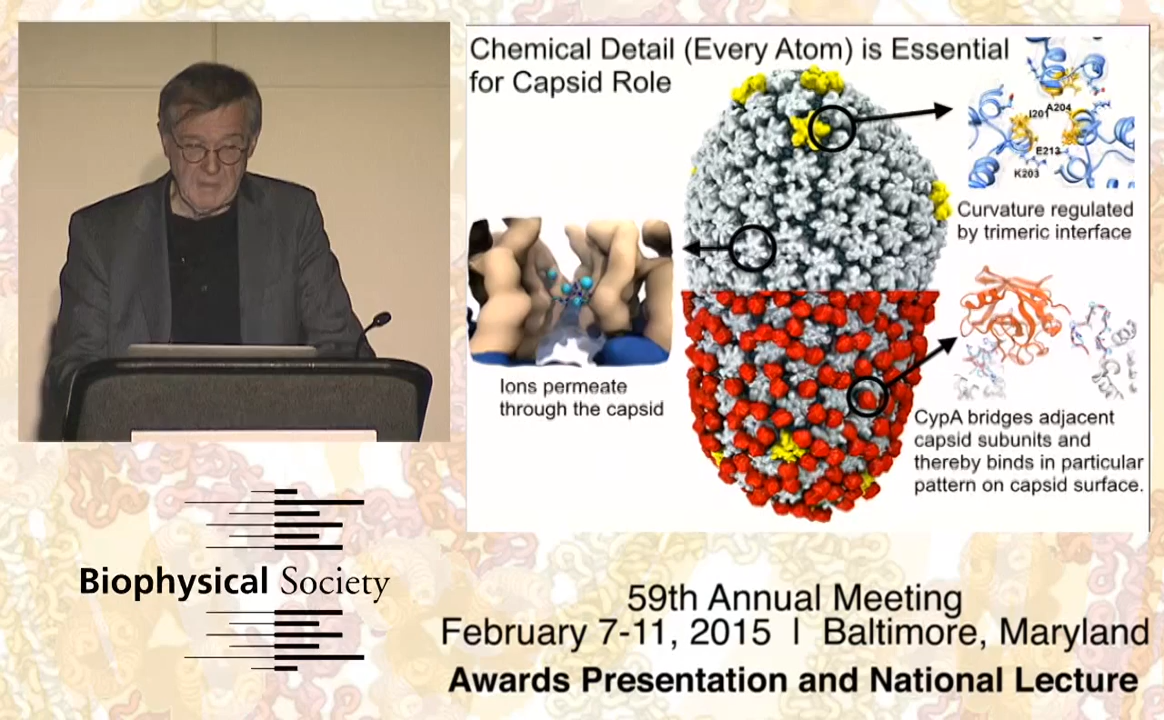 Chemical Detail (Every Atom) is Essential
for Capsid Role
I201
A204
E213
K203
Curvature regulated
by trimeric interface
Ions permeate
through the capsid
CypA bridges adjacent
capsid subunits and
thereby binds in particular
pattern on capsid surface.
Biophysical Society
59th Annual Meeting
February 7-11, 2015 | Baltimore, Maryland
Awards Presentation and National Lecture